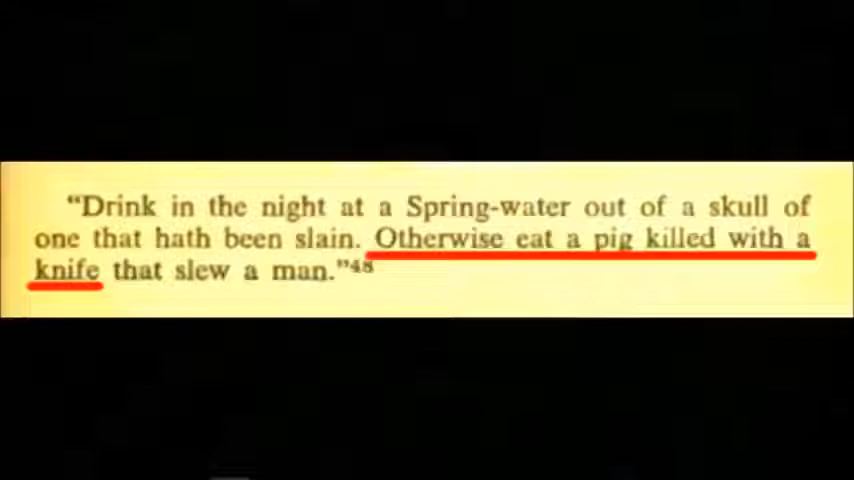 “Drink in the night at a Spring-water out of a skull of
one that hath been slain. Otherwise eat a pig killed with a
knife that slew a man.”⁴⁸